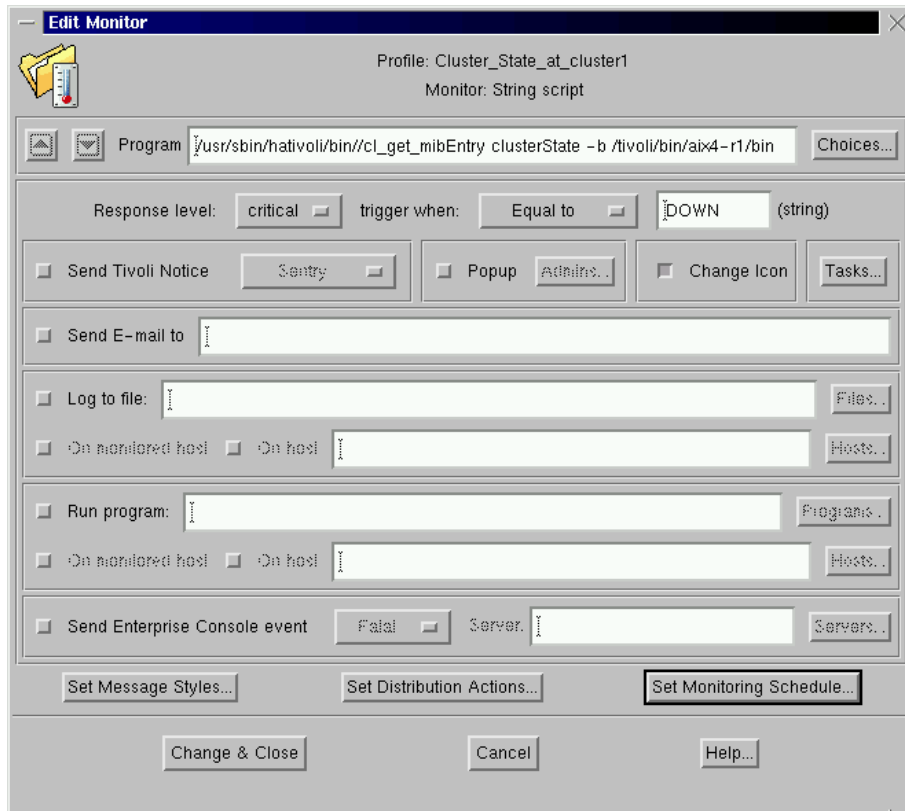 Edit Monitor
Profile: Cluster_State_at_cluster1
Monitor: String script
Program /usr/sbin/hativoli/bin//cl_get_mibEntry clusterState -b /tivoli/bin/aix4-r1/bin Choices...
Response level: critical trigger when: Equal to DOWN (string)
Send Tivoli Notice Sentry Popup Admins... Change Icon Tasks...
Send E-mail to
Log to file: Files...
On monitored host On host Hosts...
Run program: Programs...
On monitored host On host Hosts...
Send Enterprise Console event Fatal Server: Servers...
Set Message Styles... Set Distribution Actions... Set Monitoring Schedule...
Change & Close Cancel Help...